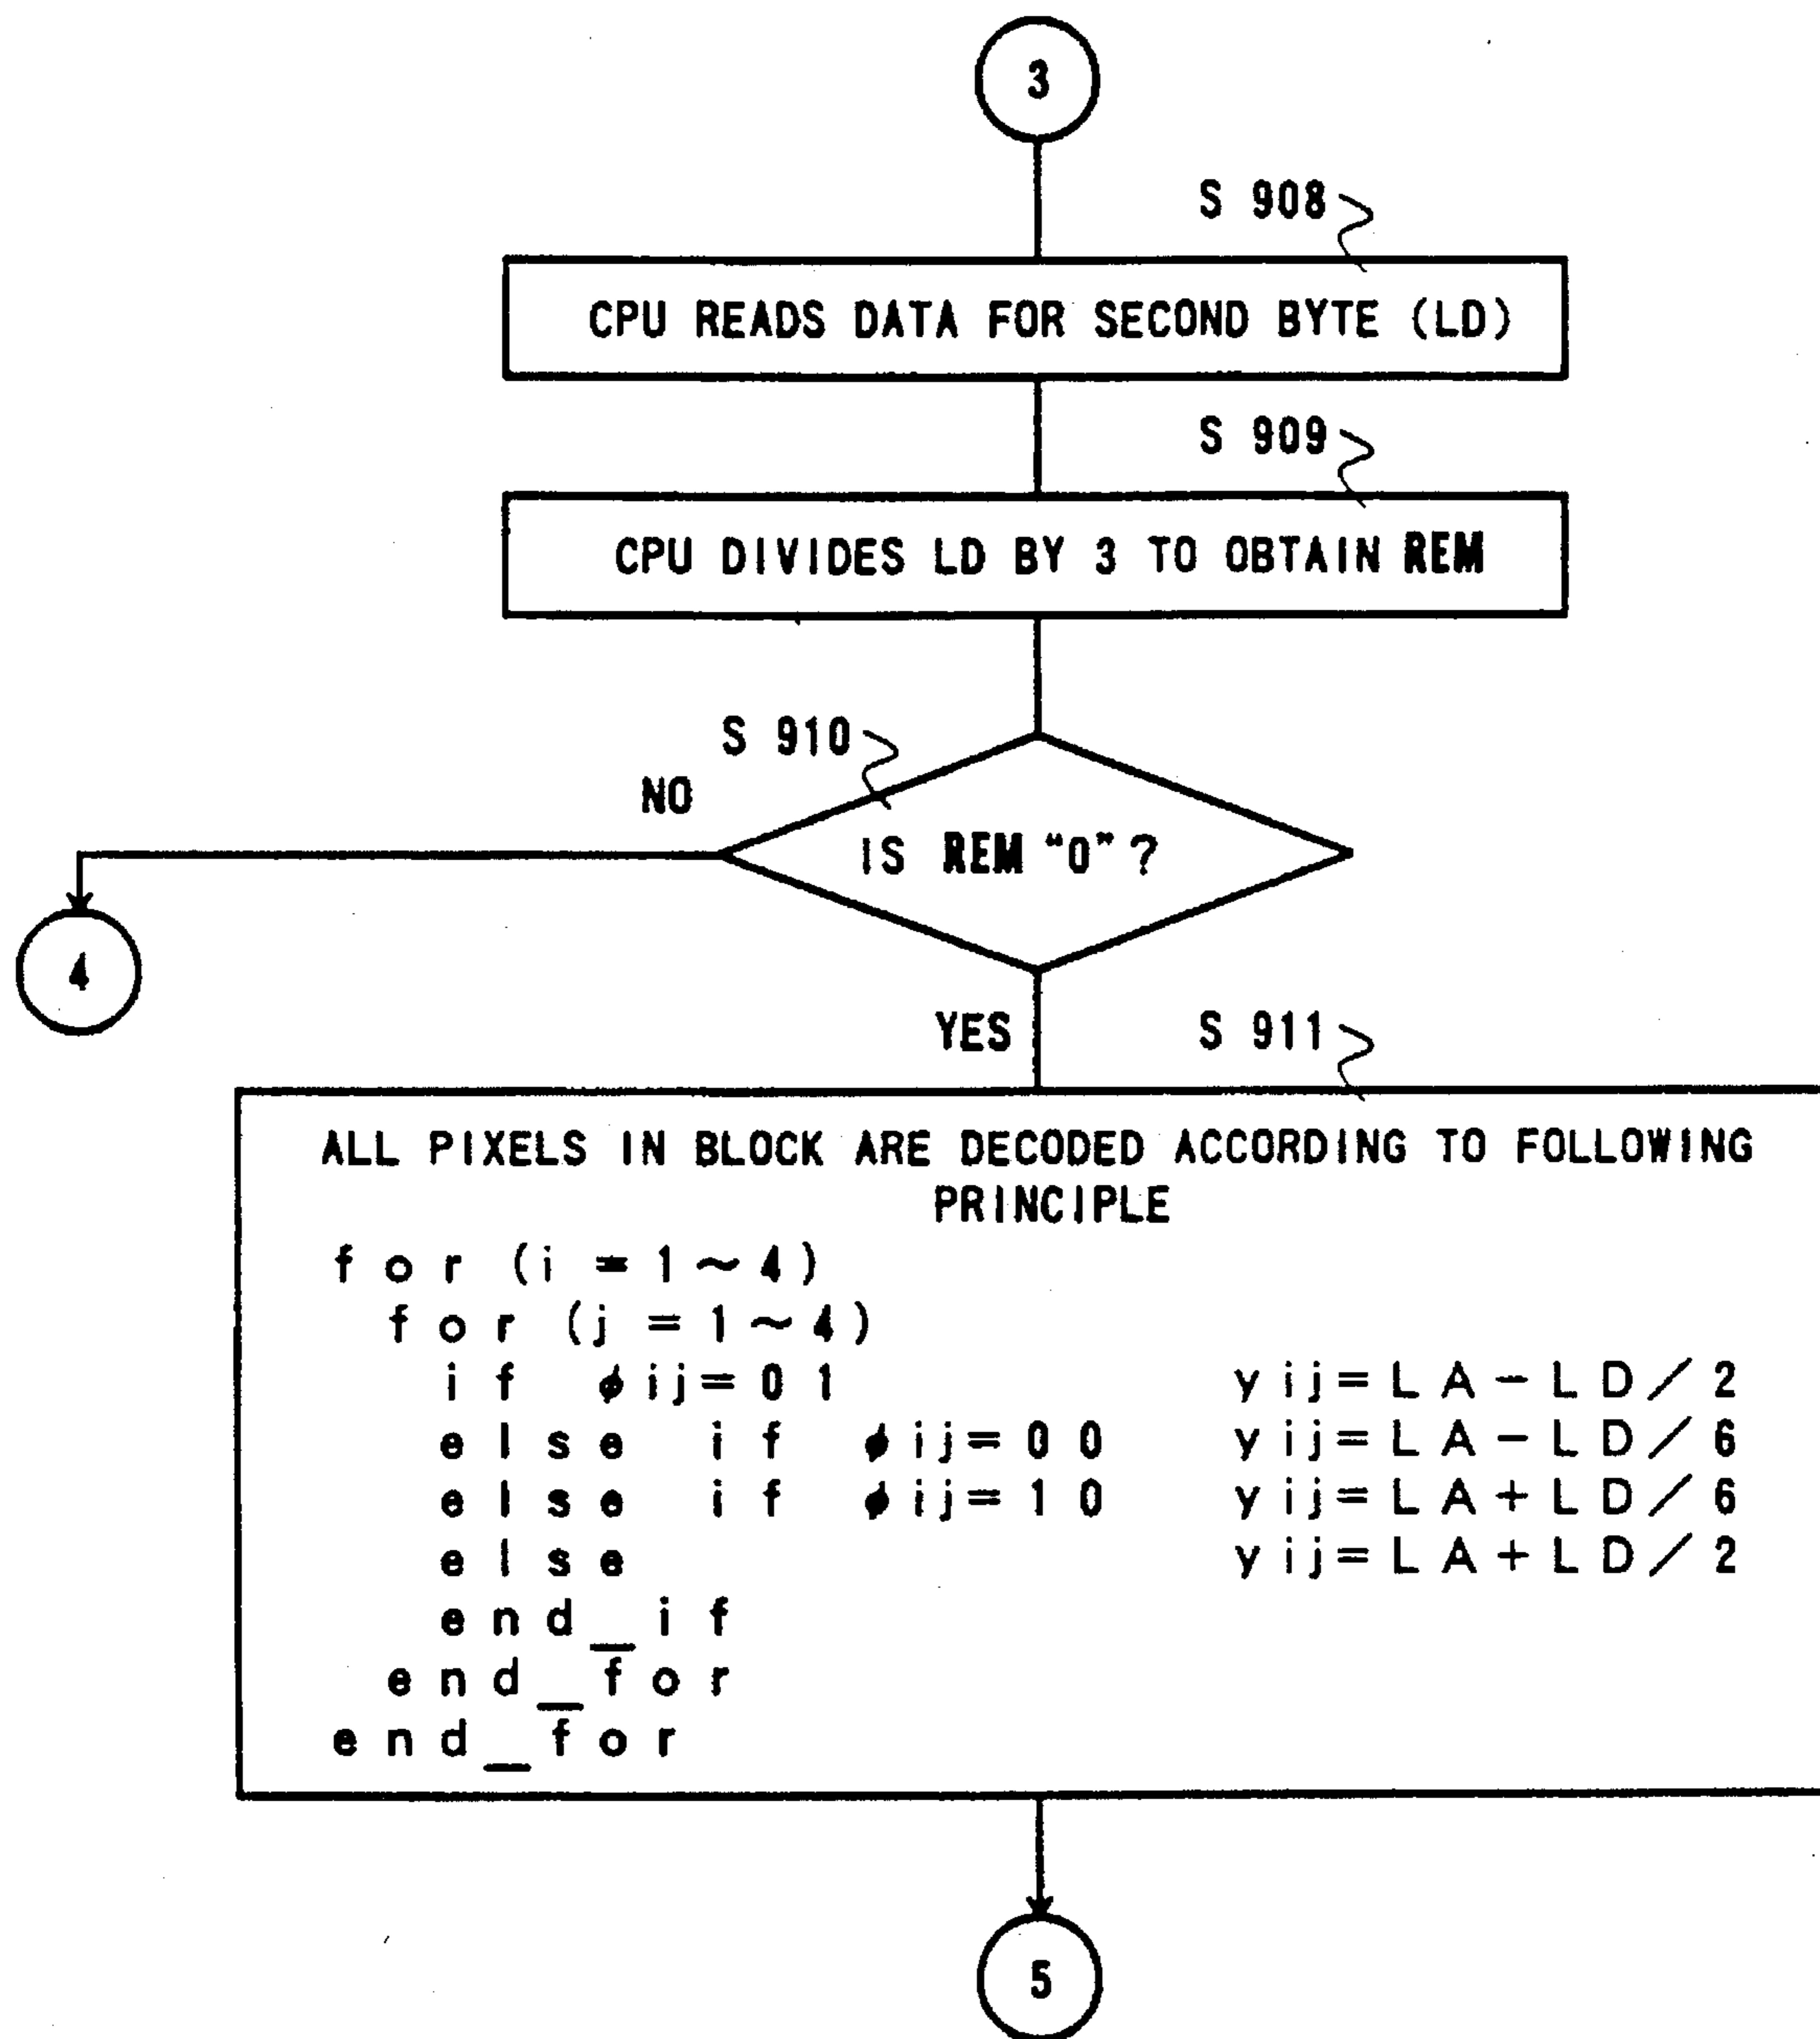 3
S 908
CPU READS DATA FOR SECOND BYTE (LD)
S 909
CPU DIVIDES LD BY 3 TO OBTAIN REM
S 910
NO
IS REM “0” ?
4
YES
S 911
ALL PIXELS IN BLOCK ARE DECODED ACCORDING TO FOLLOWING
PRINCIPLE
for (i = 1~4)
for (j = 1~4)
if ϕij=01 yij=LA-LD/2
else if ϕij=00 yij=LA-LD/6
else if ϕij=10 yij=LA+LD/6
else yij=LA+LD/2
end_if
end_for
end_for
5